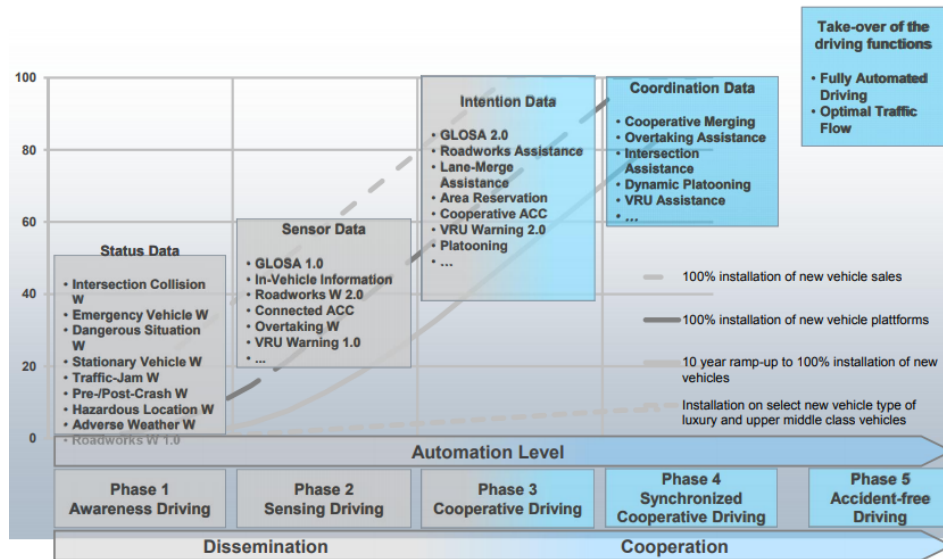 Take-over of the
driving functions
• Fully Automated
Driving
• Optimal Traffic
Flow
100
80
60
40
20
0
Coordination Data
• Cooperative Merging
• Overtaking Assistance
• Intersection
Assistance
• Dynamic Platooning
• VRU Assistance
• ...
Intention Data
• GLOSA 2.0
• Roadworks Assistance
• Lane-Merge
Assistance
• Area Reservation
• Cooperative ACC
• VRU Warning 2.0
• Platooning
• ...
Sensor Data
• GLOSA 1.0
• In-Vehicle Information
• Roadworks W 2.0
• Connected ACC
• Overtaking W
• VRU Warning 1.0
• ...
Status Data
• Intersection Collision
W
• Emergency Vehicle W
• Dangerous Situation
W
• Stationary Vehicle W
• Traffic-Jam W
• Pre-/Post-Crash W
• Hazardous Location W
• Adverse Weather W
• Roadworks W 1.0
100% installation of new vehicle sales
100% installation of new vehicle plattforms
10 year ramp-up to 100% installation of new
vehicles
Installation on select new vehicle type of
luxury and upper middle class vehicles
Automation Level
Phase 1
Awareness Driving
Phase 2
Sensing Driving
Phase 3
Cooperative Driving
Phase 4
Synchronized
Cooperative Driving
Phase 5
Accident-free
Driving
Dissemination
Cooperation